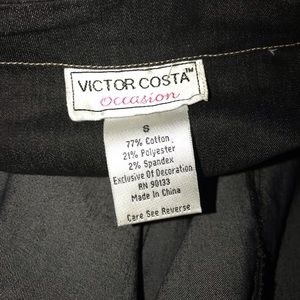 VICTOR COSTA™
occasion
S
77% Cotton
21% Polyester
2% Spandex
Exclusive Of Decoration
RN 90133
Made In China
Care See Reverse